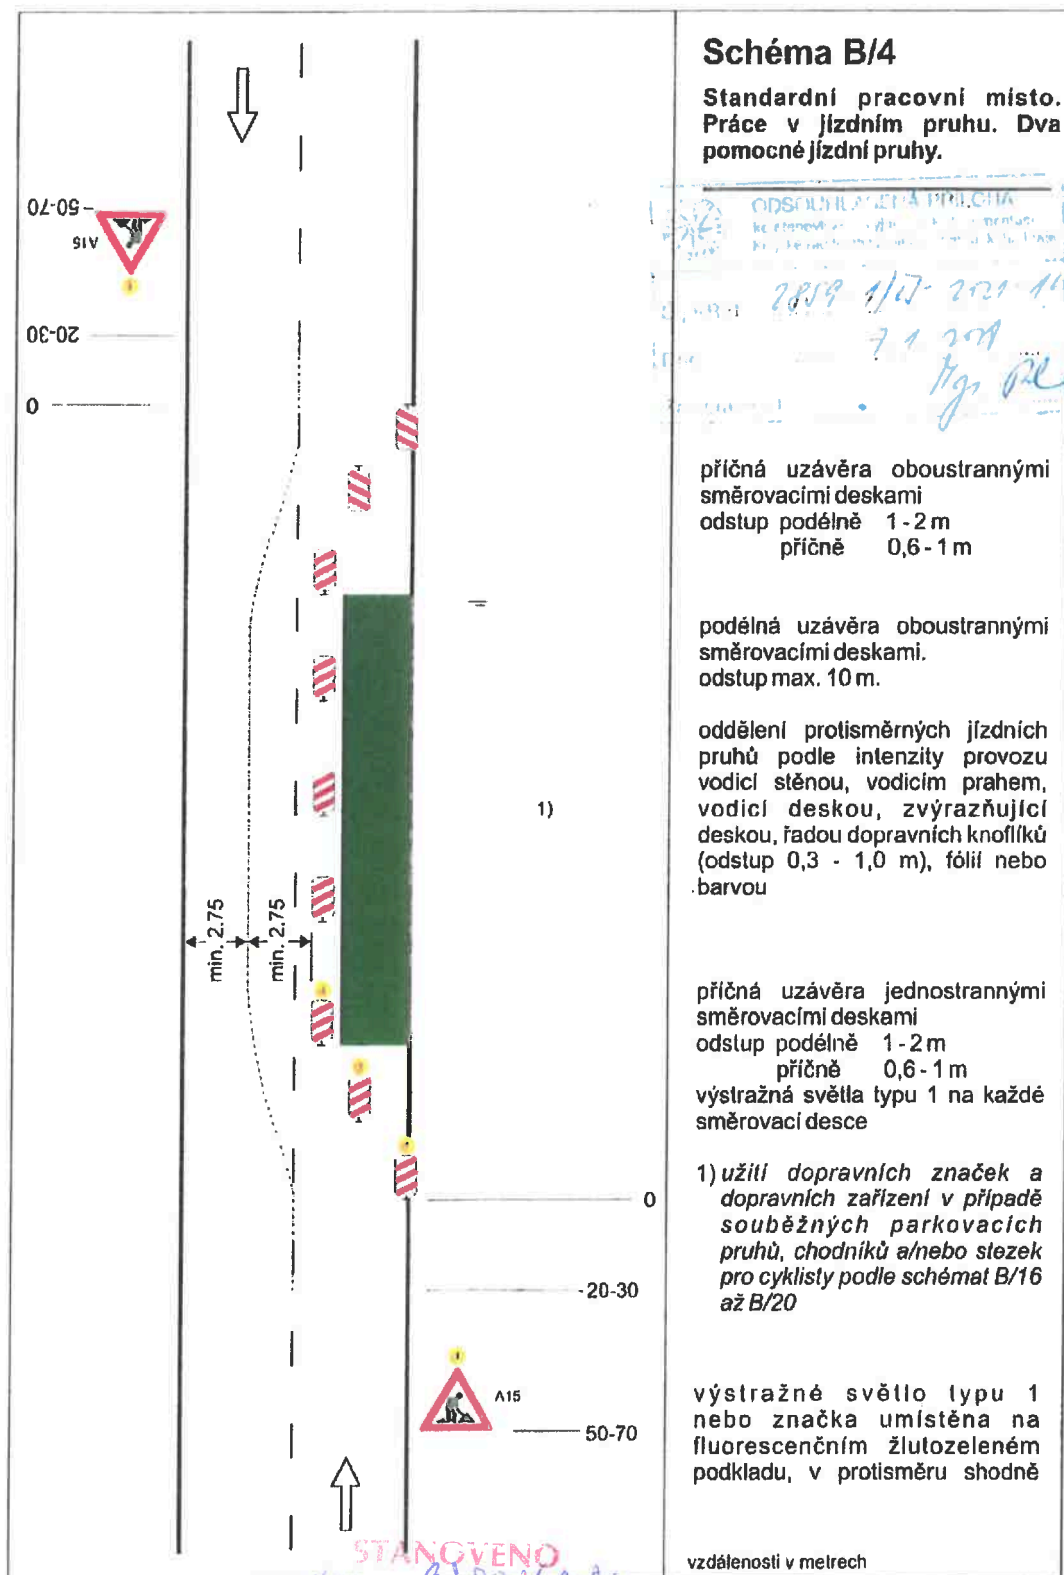 Schéma B/4
Standardní pracovní místo.
Práce v jízdním pruhu. Dva
pomocné jízdní pruhy.
ODSOUHLASENÁ PŘÍLOHA
50-70
A15
20-30
0
příčná uzávěra oboustrannými
směrovacími deskami
odstup podélně 1 - 2 m
příčně 0,6 - 1 m
podélná uzávěra oboustrannými
směrovacími deskami.
odstup max. 10 m.
oddělení protisměrných jízdních
pruhů podle intenzity provozu
vodicí stěnou, vodicím prahem,
vodicí deskou, zvýrazňující
deskou, řadou dopravních knoflíků
(odstup 0,3 - 1,0 m), fólií nebo
barvou
1)
min. 2.75
min. 2.75
příčná uzávěra jednostrannými
směrovacími deskami
odstup podélně 1 - 2 m
příčně 0,6 - 1 m
výstražná světla typu 1 na každé
směrovací desce
1) užití dopravních značek a
dopravních zařízení v případě
souběžných parkovacích
pruhů, chodníků a/nebo stezek
pro cyklisty podle schémat B/16
až B/20
0
20-30
A15
50-70
výstražné světlo typu 1
nebo značka umístěna na
fluorescenčním žlutozeleném
podkladu, v protisměru shodně
STANOVENO
vzdálenosti v metrech